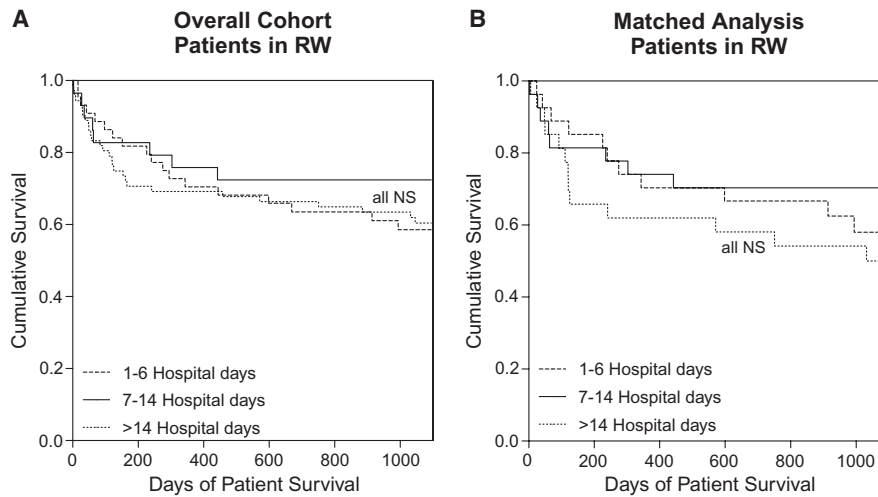 A
Overall Cohort
Patients in RW
Cumulative Survival
1.0
0.8
0.6
0.4
0.2
0.0
all NS
1-6 Hospital days
7-14 Hospital days
>14 Hospital days
0 200 400 600 800 1000
Days of Patient Survival
B
Matched Analysis
Patients in RW
Cumulative Survival
1.0
0.8
0.6
0.4
0.2
0.0
all NS
1-6 Hospital days
7-14 Hospital days
>14 Hospital days
0 200 400 600 800 1000
Days of Patient Survival